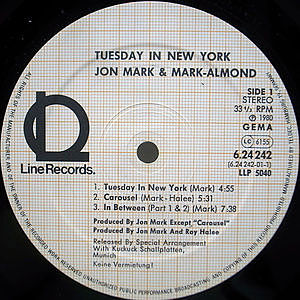 TUESDAY IN NEW YORK
JON MARK & MARK-ALMOND
SIDE 1
STEREO
33⅓ RPM
Ⓟ 1980
GEMA
LC 6155
6.24 242
(6.24 242-01-1)
LLP 5040
Line Records.
1. Tuesday In New York (Mark) 4:55
2. Carousel (Mark - Halee) 5:31
3. In Between (Part 1 & 2) (Mark) 7:38
Produced By Jon Mark Except "Carousel"
Produced By Jon Mark And Roy Halee
Released By Special Arrangement
With Kuckuck Schallplatten,
Munich
Keine Vermietung!
ALL RIGHTS OF THE MANUFACTURER AND OF THE OWNER OF THE RECORDED WORK RESERVED
UNAUTHORIZED PUBLIC PERFORMANCE BROADCASTING AND COPYING OF THIS RECORD PROHIBITED